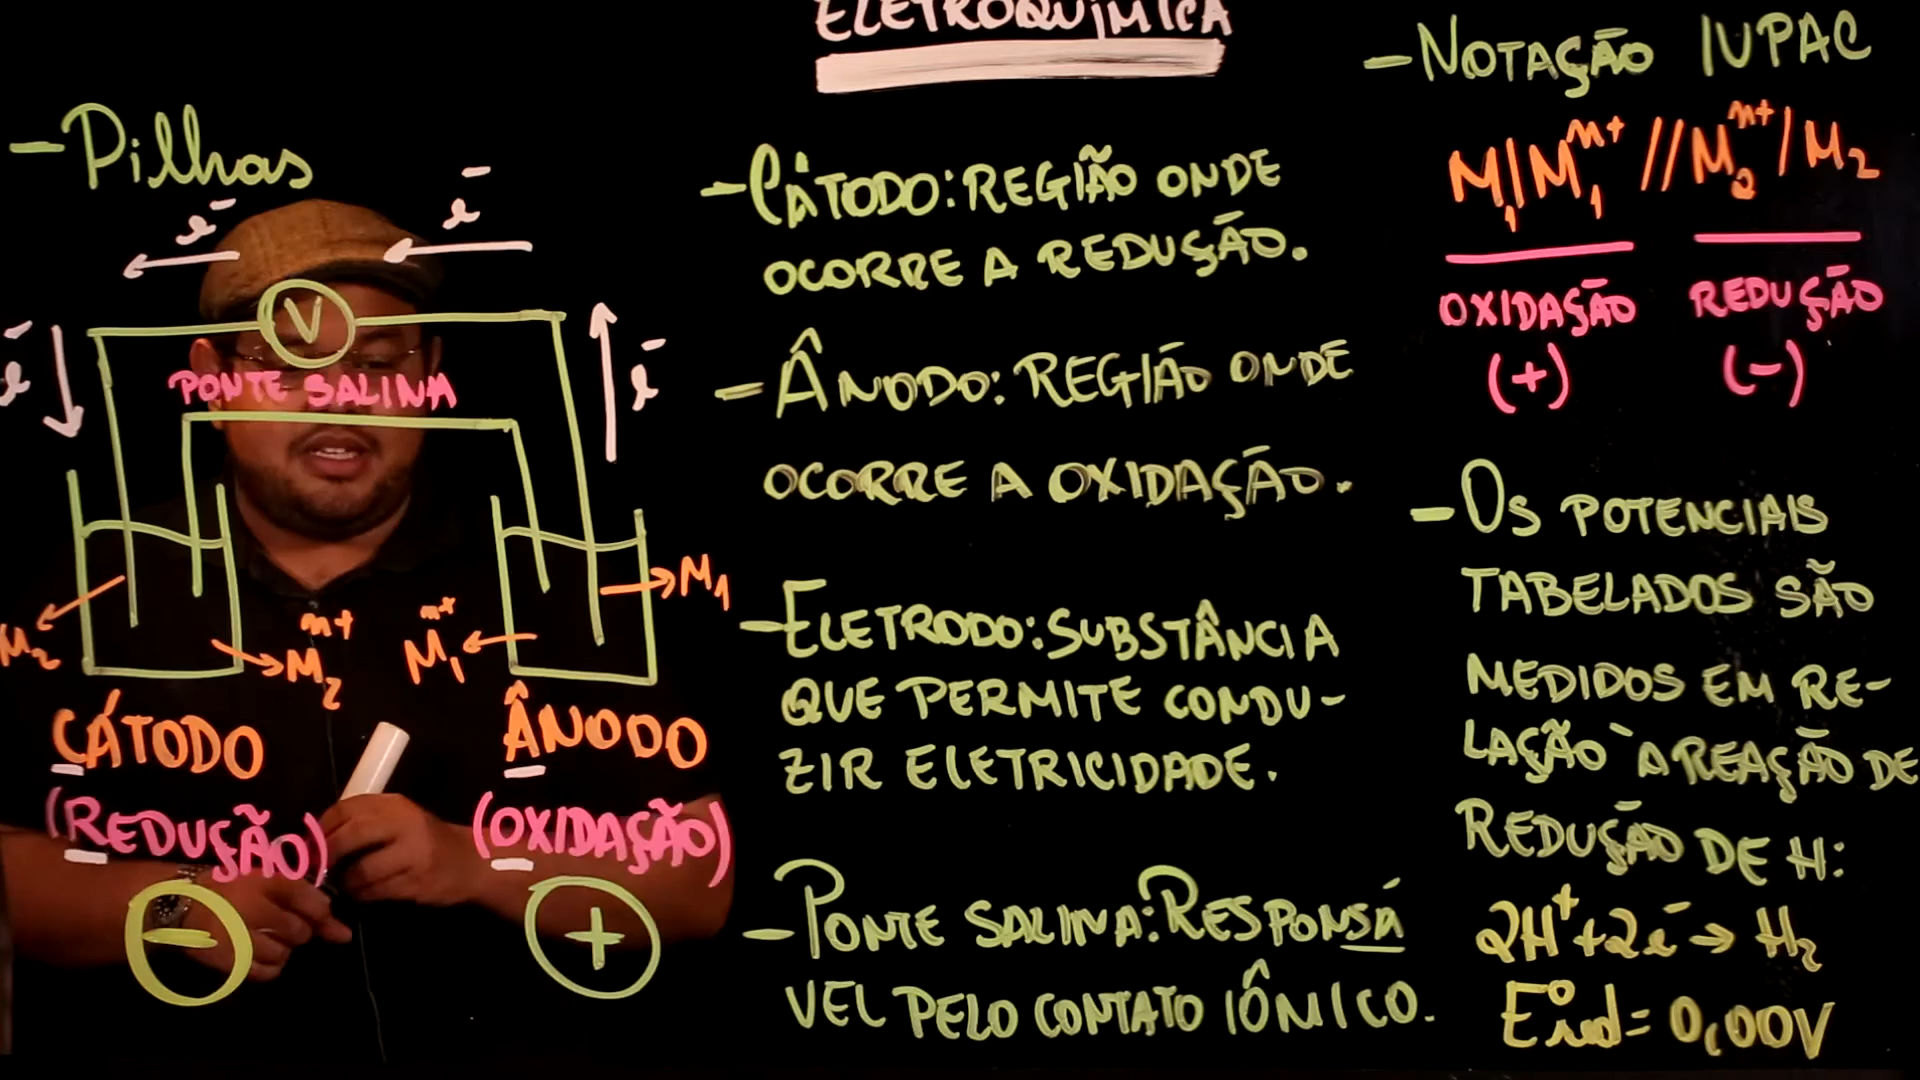 ELETROQUÍMICA
- Pilhas
e⁻ e⁻
V
e⁻ e⁻
PONTE SALINA
M₂ M₂ⁿ⁺ M₁ⁿ⁺ M₁
CÁTODO ÂNODO
(REDUÇÃO) (OXIDAÇÃO)
- +
- CÁTODO: REGIÃO ONDE
OCORRE A REDUÇÃO.
- ÂNODO: REGIÃO ONDE
OCORRE A OXIDAÇÃO.
- ELETRODO: SUBSTÂNCIA
QUE PERMITE CONDU-
ZIR ELETRICIDADE.
- PONTE SALINA: RESPONSÁ
VEL PELO CONTATO IÔNICO.
- NOTAÇÃO IUPAC
M₁/M₁ⁿ⁺ // M₂ⁿ⁺/M₂
OXIDAÇÃO REDUÇÃO
(+) (-)
- OS POTENCIAIS
TABELADOS SÃO
MEDIDOS EM RE-
LAÇÃO À REAÇÃO DE
REDUÇÃO DE H:
2H⁺ + 2e⁻ → H₂
E°red = 0,00V